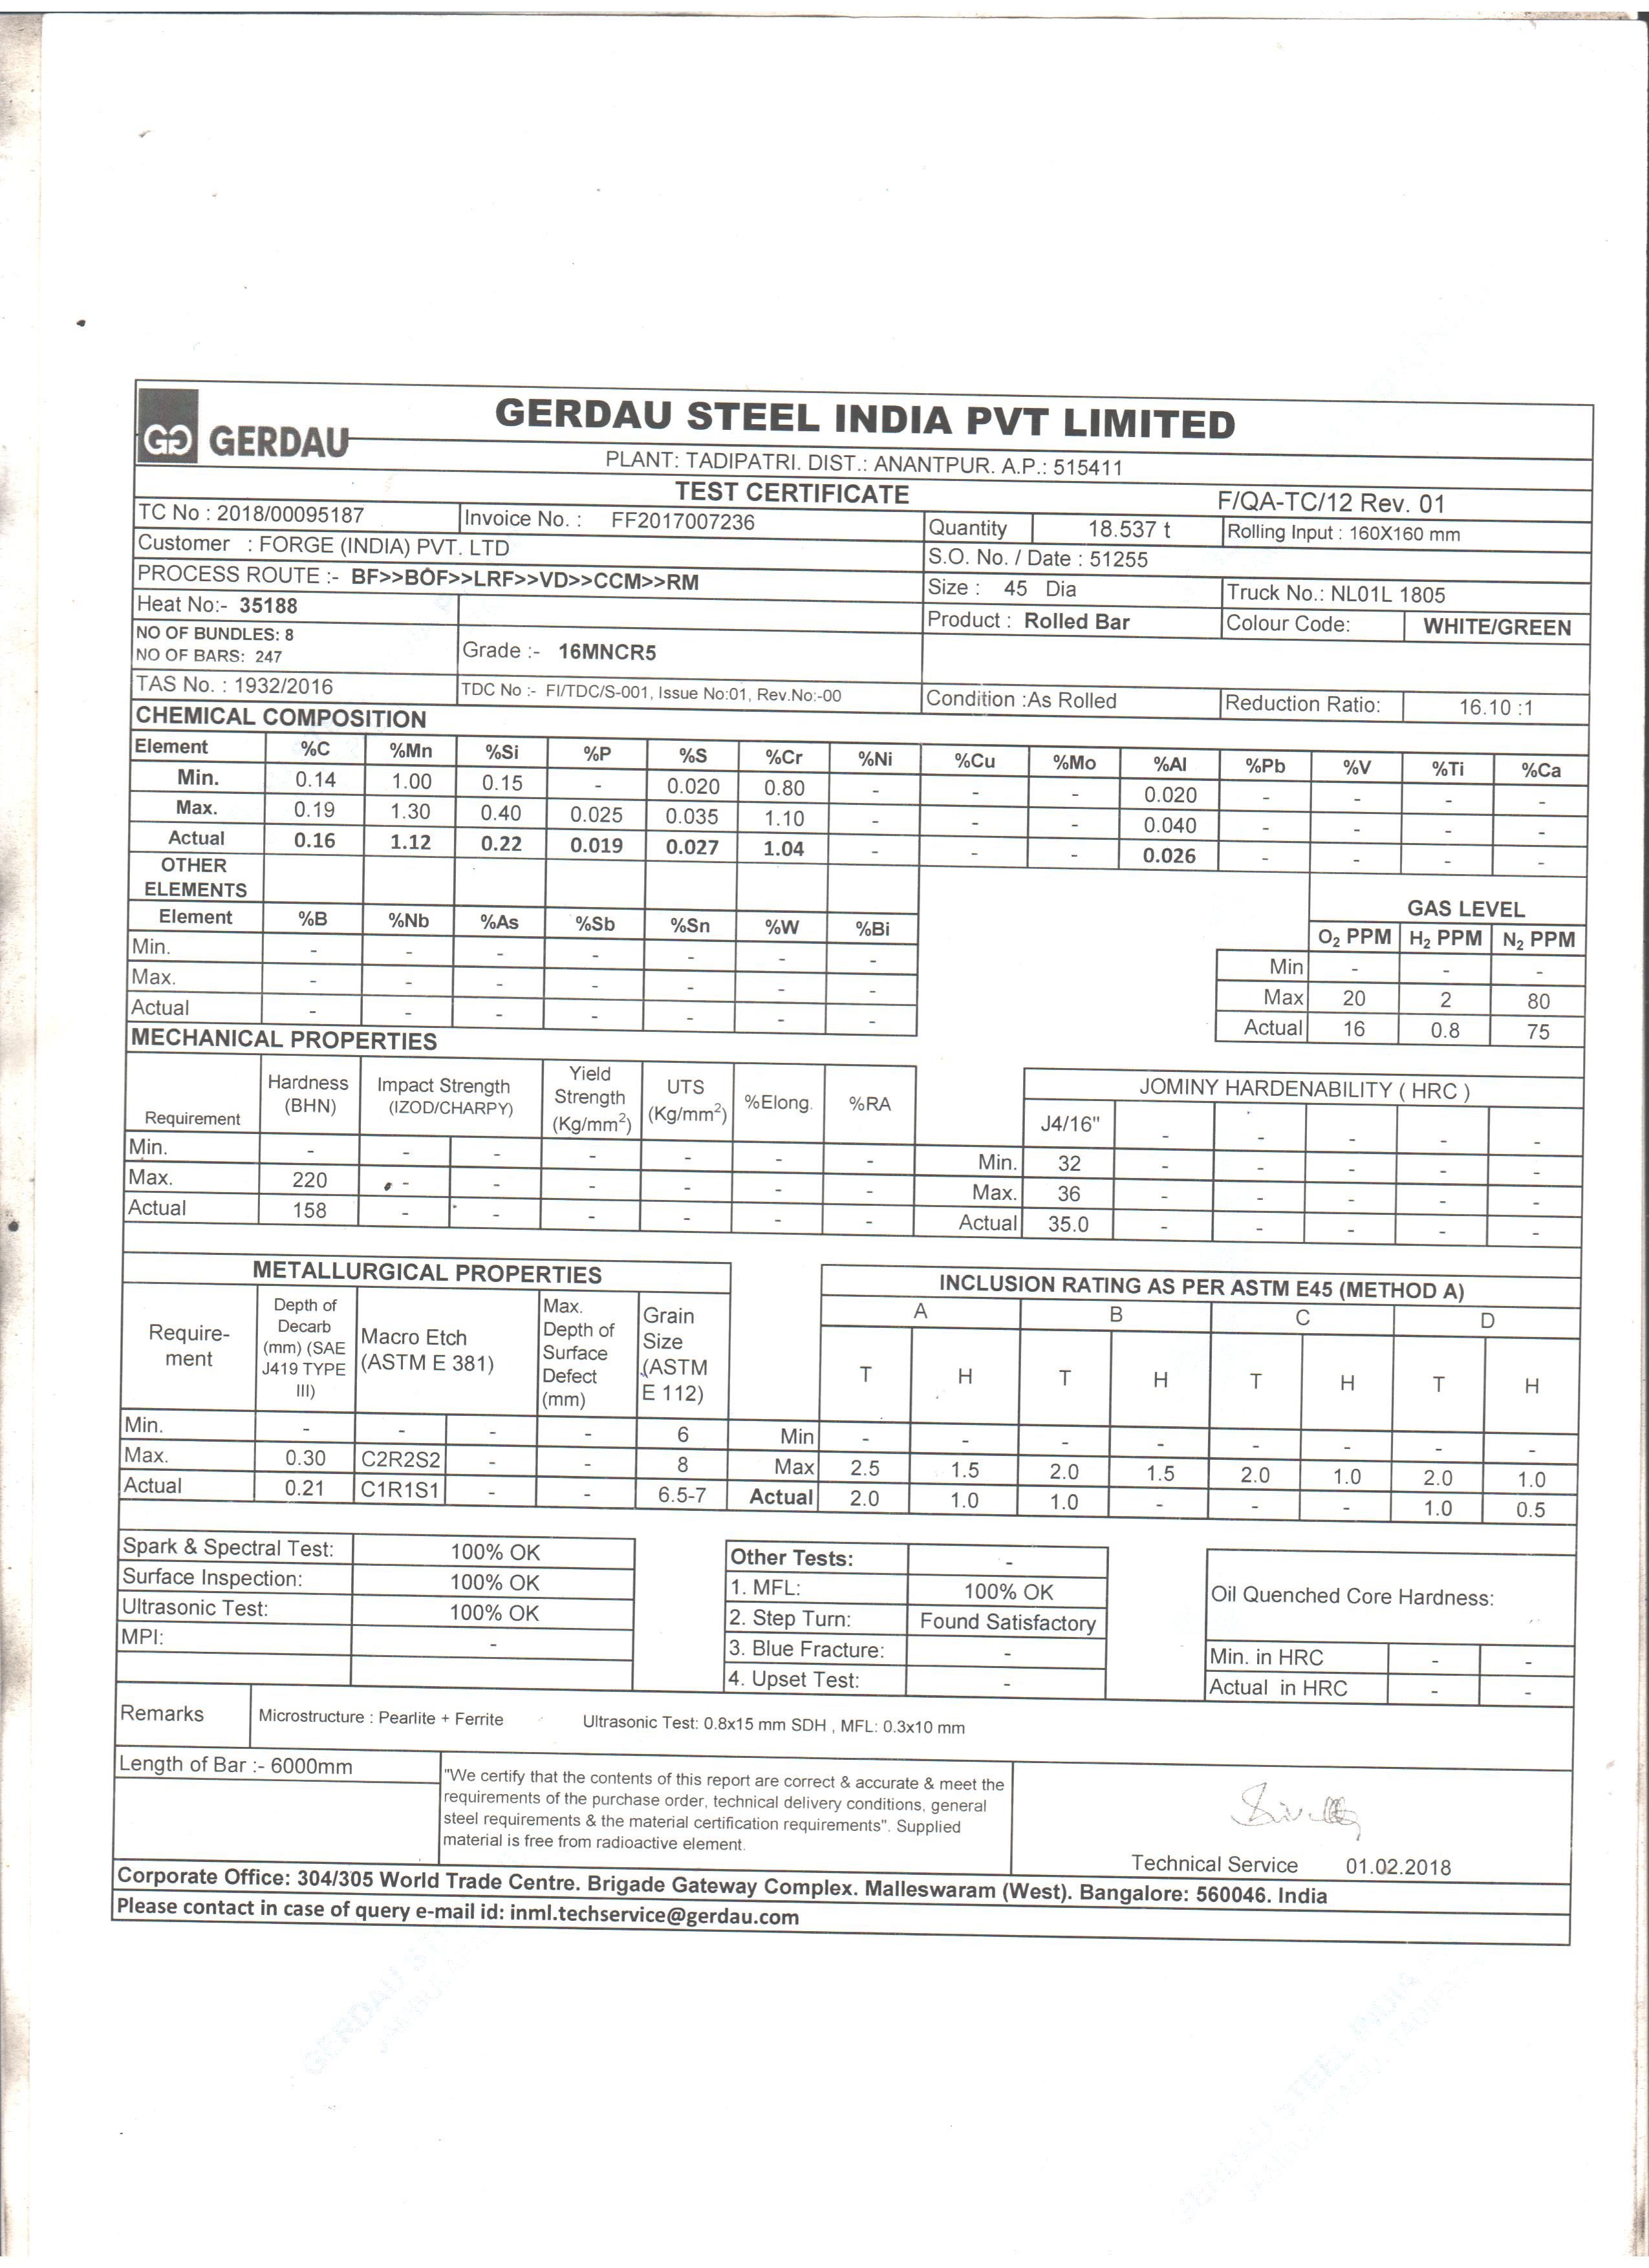 GERDAU
GERDAU STEEL INDIA PVT LIMITED
PLANT: TADIPATRI. DIST.: ANANTPUR. A.P.: 515411
TEST CERTIFICATE F/QA-TC/12 Rev. 01
TC No : 2018/00095187 Invoice No. : FF2017007236 Quantity 18.537 t Rolling Input : 160X160 mm
Customer : FORGE (INDIA) PVT. LTD S.O. No. / Date : 51255
PROCESS ROUTE :- BF>>BOF>>LRF>>VD>>CCM>>RM Size : 45 Dia Truck No.: NL01L 1805
Heat No:- 35188 Product : Rolled Bar Colour Code: WHITE/GREEN
NO OF BUNDLES: 8
NO OF BARS: 247 Grade :- 16MNCR5
TAS No. : 1932/2016 TDC No :- FI/TDC/S-001, Issue No:01, Rev.No:-00 Condition :As Rolled Reduction Ratio: 16.10 :1
CHEMICAL COMPOSITION
Element %C %Mn %Si %P %S %Cr %Ni %Cu %Mo %Al %Pb %V %Ti %Ca
Min. 0.14 1.00 0.15 - 0.020 0.80 - - - 0.020 - - - -
Max. 0.19 1.30 0.40 0.025 0.035 1.10 - - - 0.040 - - - -
Actual 0.16 1.12 0.22 0.019 0.027 1.04 - - - 0.026 - - - -
OTHER
ELEMENTS
Element %B %Nb %As %Sb %Sn %W %Bi
Min. - - - - - - -
Max. - - - - - - -
Actual - - - - - - -
GAS LEVEL
O2 PPM H2 PPM N2 PPM
Min - - -
Max 20 2 80
Actual 16 0.8 75
MECHANICAL PROPERTIES
Requirement Hardness (BHN) Impact Strength (IZOD/CHARPY) Yield Strength (Kg/mm²) UTS (Kg/mm²) %Elong. %RA
Min. - - - - - - -
Max. 220 - - - - - -
Actual 158 - - - - - -
JOMINY HARDENABILITY ( HRC )
J4/16" - - - - -
Min. 32 - - - - -
Max. 36 - - - - -
Actual 35.0 - - - - -
METALLURGICAL PROPERTIES
Require-ment Depth of Decarb (mm) (SAE J419 TYPE III) Macro Etch (ASTM E 381) Max. Depth of Surface Defect (mm) Grain Size (ASTM E 112)
Min. - - - - 6
Max. 0.30 C2R2S2 - - 8
Actual 0.21 C1R1S1 - - 6.5-7
INCLUSION RATING AS PER ASTM E45 (METHOD A)
A B C D
T H T H T H T H
Min - - - - - - - -
Max 2.5 1.5 2.0 1.5 2.0 1.0 2.0 1.0
Actual 2.0 1.0 1.0 - - - 1.0 0.5
Spark & Spectral Test: 100% OK
Surface Inspection: 100% OK
Ultrasonic Test: 100% OK
MPI: -
Other Tests: -
1. MFL: 100% OK
2. Step Turn: Found Satisfactory
3. Blue Fracture: -
4. Upset Test: -
Oil Quenched Core Hardness:
Min. in HRC - -
Actual in HRC - -
Remarks Microstructure : Pearlite + Ferrite Ultrasonic Test: 0.8x15 mm SDH , MFL: 0.3x10 mm
Length of Bar :- 6000mm
"We certify that the contents of this report are correct & accurate & meet the
requirements of the purchase order, technical delivery conditions, general
steel requirements & the material certification requirements". Supplied
material is free from radioactive element.
Technical Service 01.02.2018
Corporate Office: 304/305 World Trade Centre. Brigade Gateway Complex. Malleswaram (West). Bangalore: 560046. India
Please contact in case of query e-mail id: inml.techservice@gerdau.com